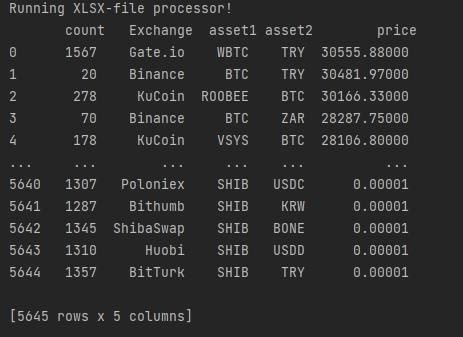 Running XLSX-file processor!
count Exchange asset1 asset2 price
0 1567 Gate.io WBTC TRY 30555.88000
1 20 Binance BTC TRY 30481.97000
2 278 KuCoin ROOBEE BTC 30166.33000
3 70 Binance BTC ZAR 28287.75000
4 178 KuCoin VSYS BTC 28106.80000
... ... ... ... ... ...
5640 1307 Poloniex SHIB USDC 0.00001
5641 1287 Bithumb SHIB KRW 0.00001
5642 1345 ShibaSwap SHIB BONE 0.00001
5643 1310 Huobi SHIB USDD 0.00001
5644 1357 BitTurk SHIB TRY 0.00001
[5645 rows x 5 columns]